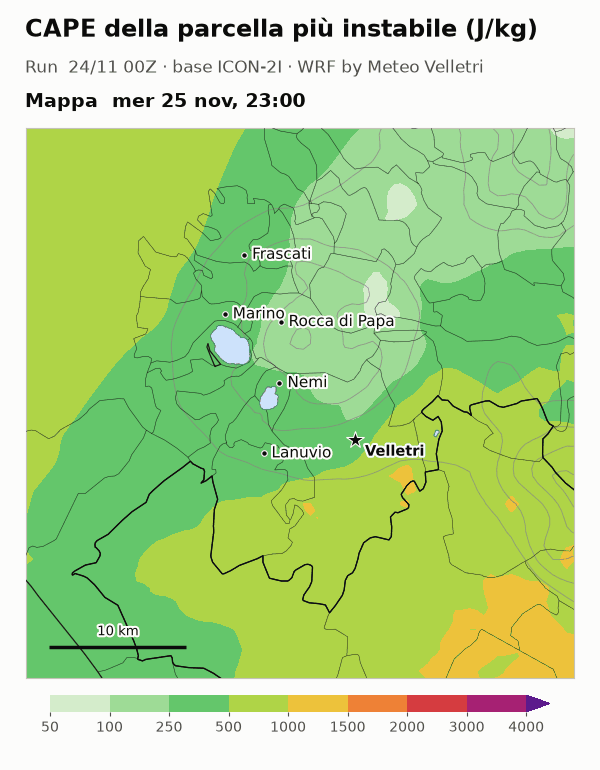 CAPE della parcella più instabile (J/kg)
Run 24/11 00Z · base ICON-2I · WRF by Meteo Velletri
Mappa mer 25 nov, 23:00
Frascati
Marino
Rocca di Papa
Nemi
Velletri
Lanuvio
10 km
50 100 250 500 1000 1500 2000 3000 4000